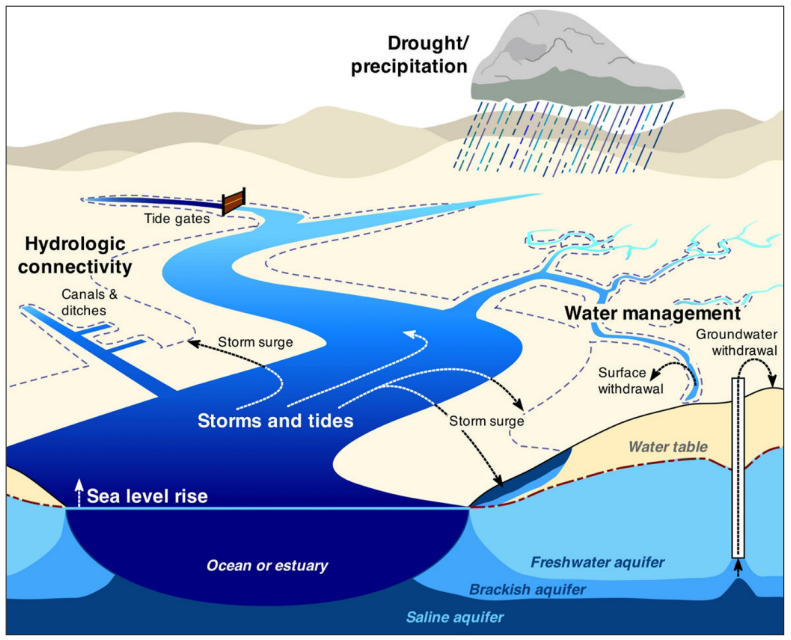 Drought/
precipitation
Tide gates
Hydrologic
connectivity
Canals &
ditches
Storm surge
Water management
Groundwater
withdrawal
Surface
withdrawal
Storms and tides
Storm surge
Water table
Sea level rise
Ocean or estuary
Freshwater aquifer
Brackish aquifer
Saline aquifer